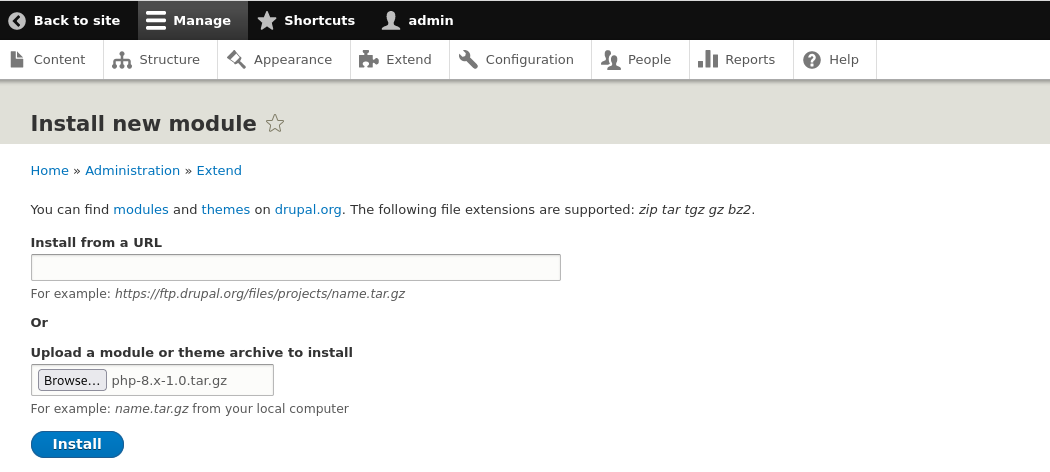 Back to site Manage Shortcuts admin
Content Structure Appearance Extend Configuration People Reports Help
Install new module
Home » Administration » Extend
You can find modules and themes on drupal.org. The following file extensions are supported: zip tar tgz gz bz2.
Install from a URL
For example: https://ftp.drupal.org/files/projects/name.tar.gz
Or
Upload a module or theme archive to install
Browse... php-8.x-1.0.tar.gz
For example: name.tar.gz from your local computer
Install